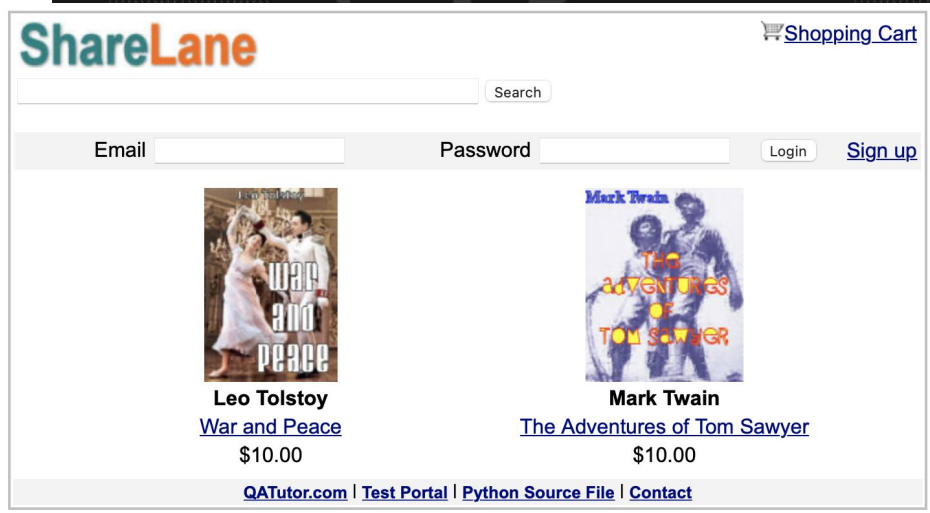 ShareLane
Shopping Cart
Search
Email Password Login Sign up
Leo Tolstoy
War
and
Peace
Mark Twain
THE
ADVENTURES
OF
TOM SAWYER
Leo Tolstoy
War and Peace
$10.00
Mark Twain
The Adventures of Tom Sawyer
$10.00
QATutor.com | Test Portal | Python Source File | Contact